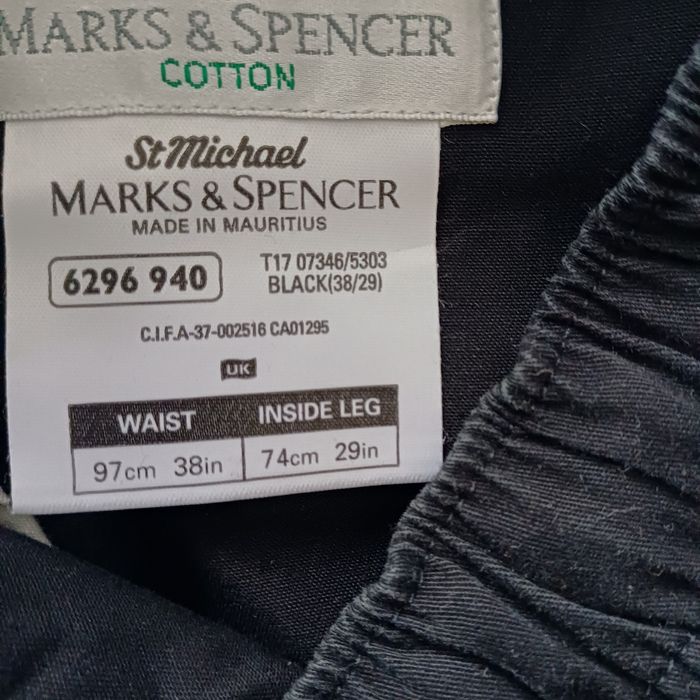 MARKS & SPENCER
COTTON
St Michael
MARKS & SPENCER
MADE IN MAURITIUS
6296 940
T17 07346/5303
BLACK(38/29)
C.I.F.A-37-002516 CA01295
UK
WAIST INSIDE LEG
97cm 38in 74cm 29in